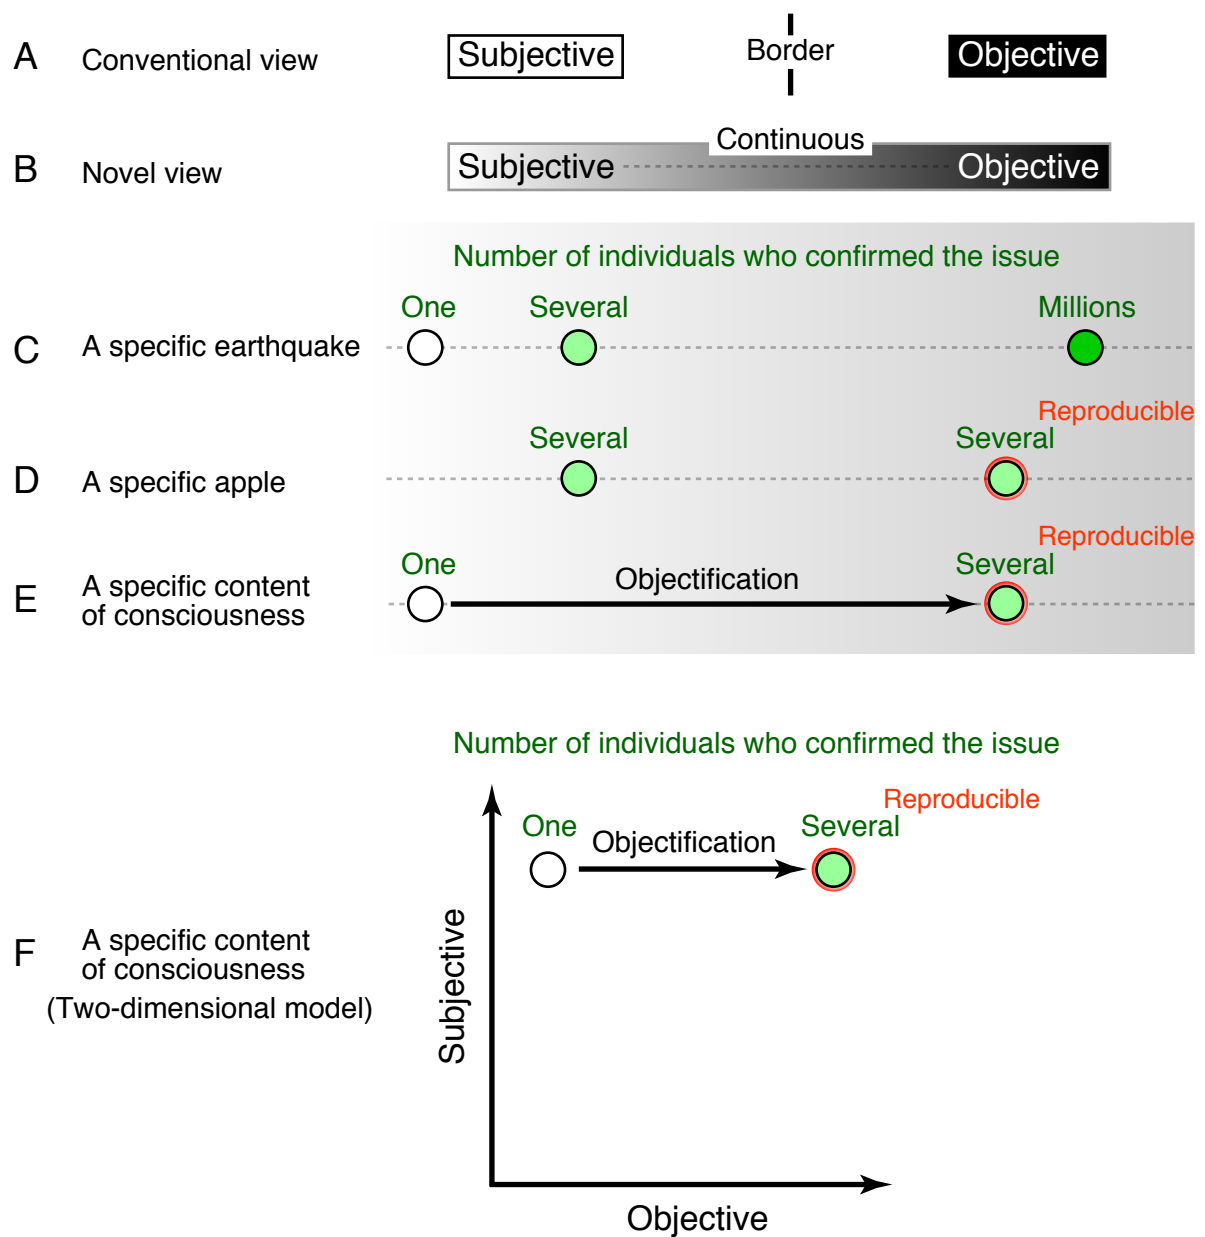 A Conventional view Subjective Border Objective
B Novel view Subjective Continuous Objective
Number of individuals who confirmed the issue
One Several Millions
C A specific earthquake
Reproducible
Several Several
D A specific apple
Reproducible
One Objectification Several
E A specific content
of consciousness
Number of individuals who confirmed the issue
Reproducible
One Objectification Several
Subjective
F A specific content
of consciousness
(Two-dimensional model)
Objective